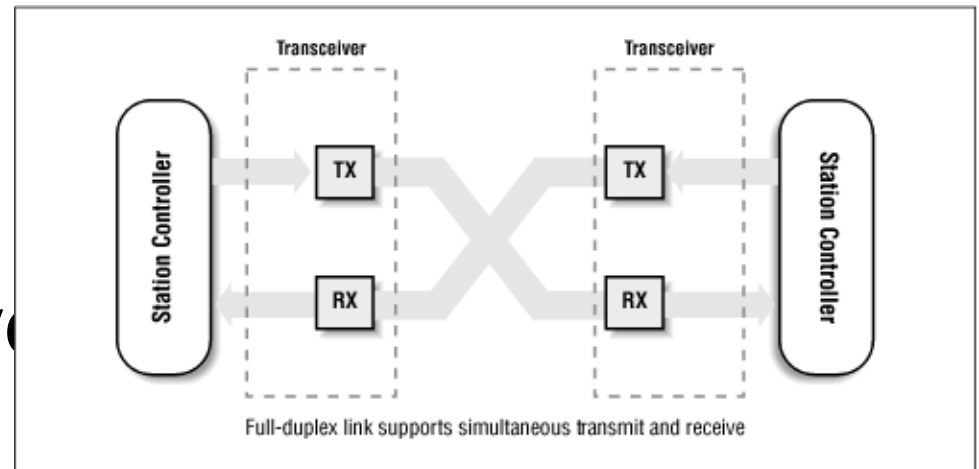 Transceiver
Transceiver
Station Controller
TX
TX
Station Controller
RX
RX
Full-duplex link supports simultaneous transmit and receive